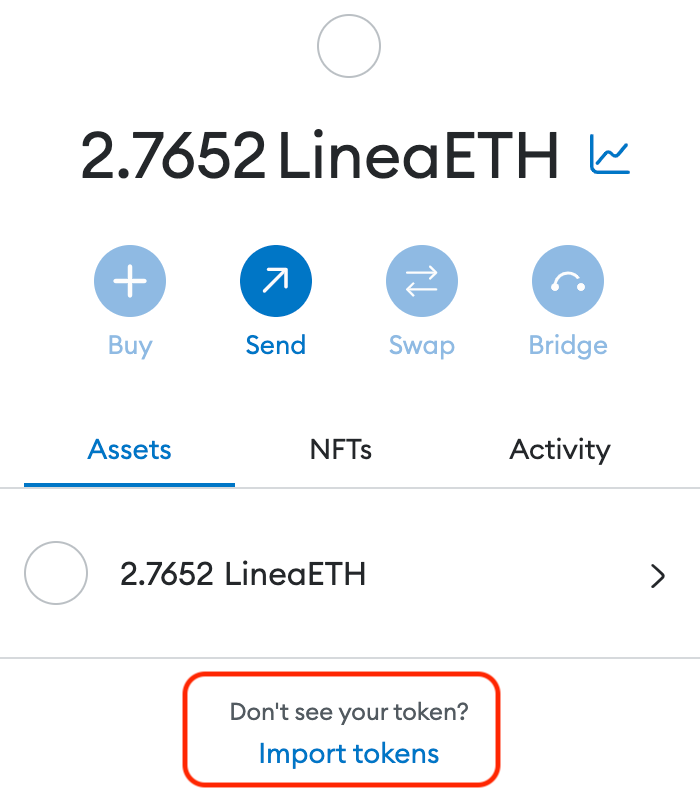 2.7652 LineaETH
Buy Send Swap Bridge
Assets NFTs Activity
2.7652 LineaETH
Don't see your token?
Import tokens